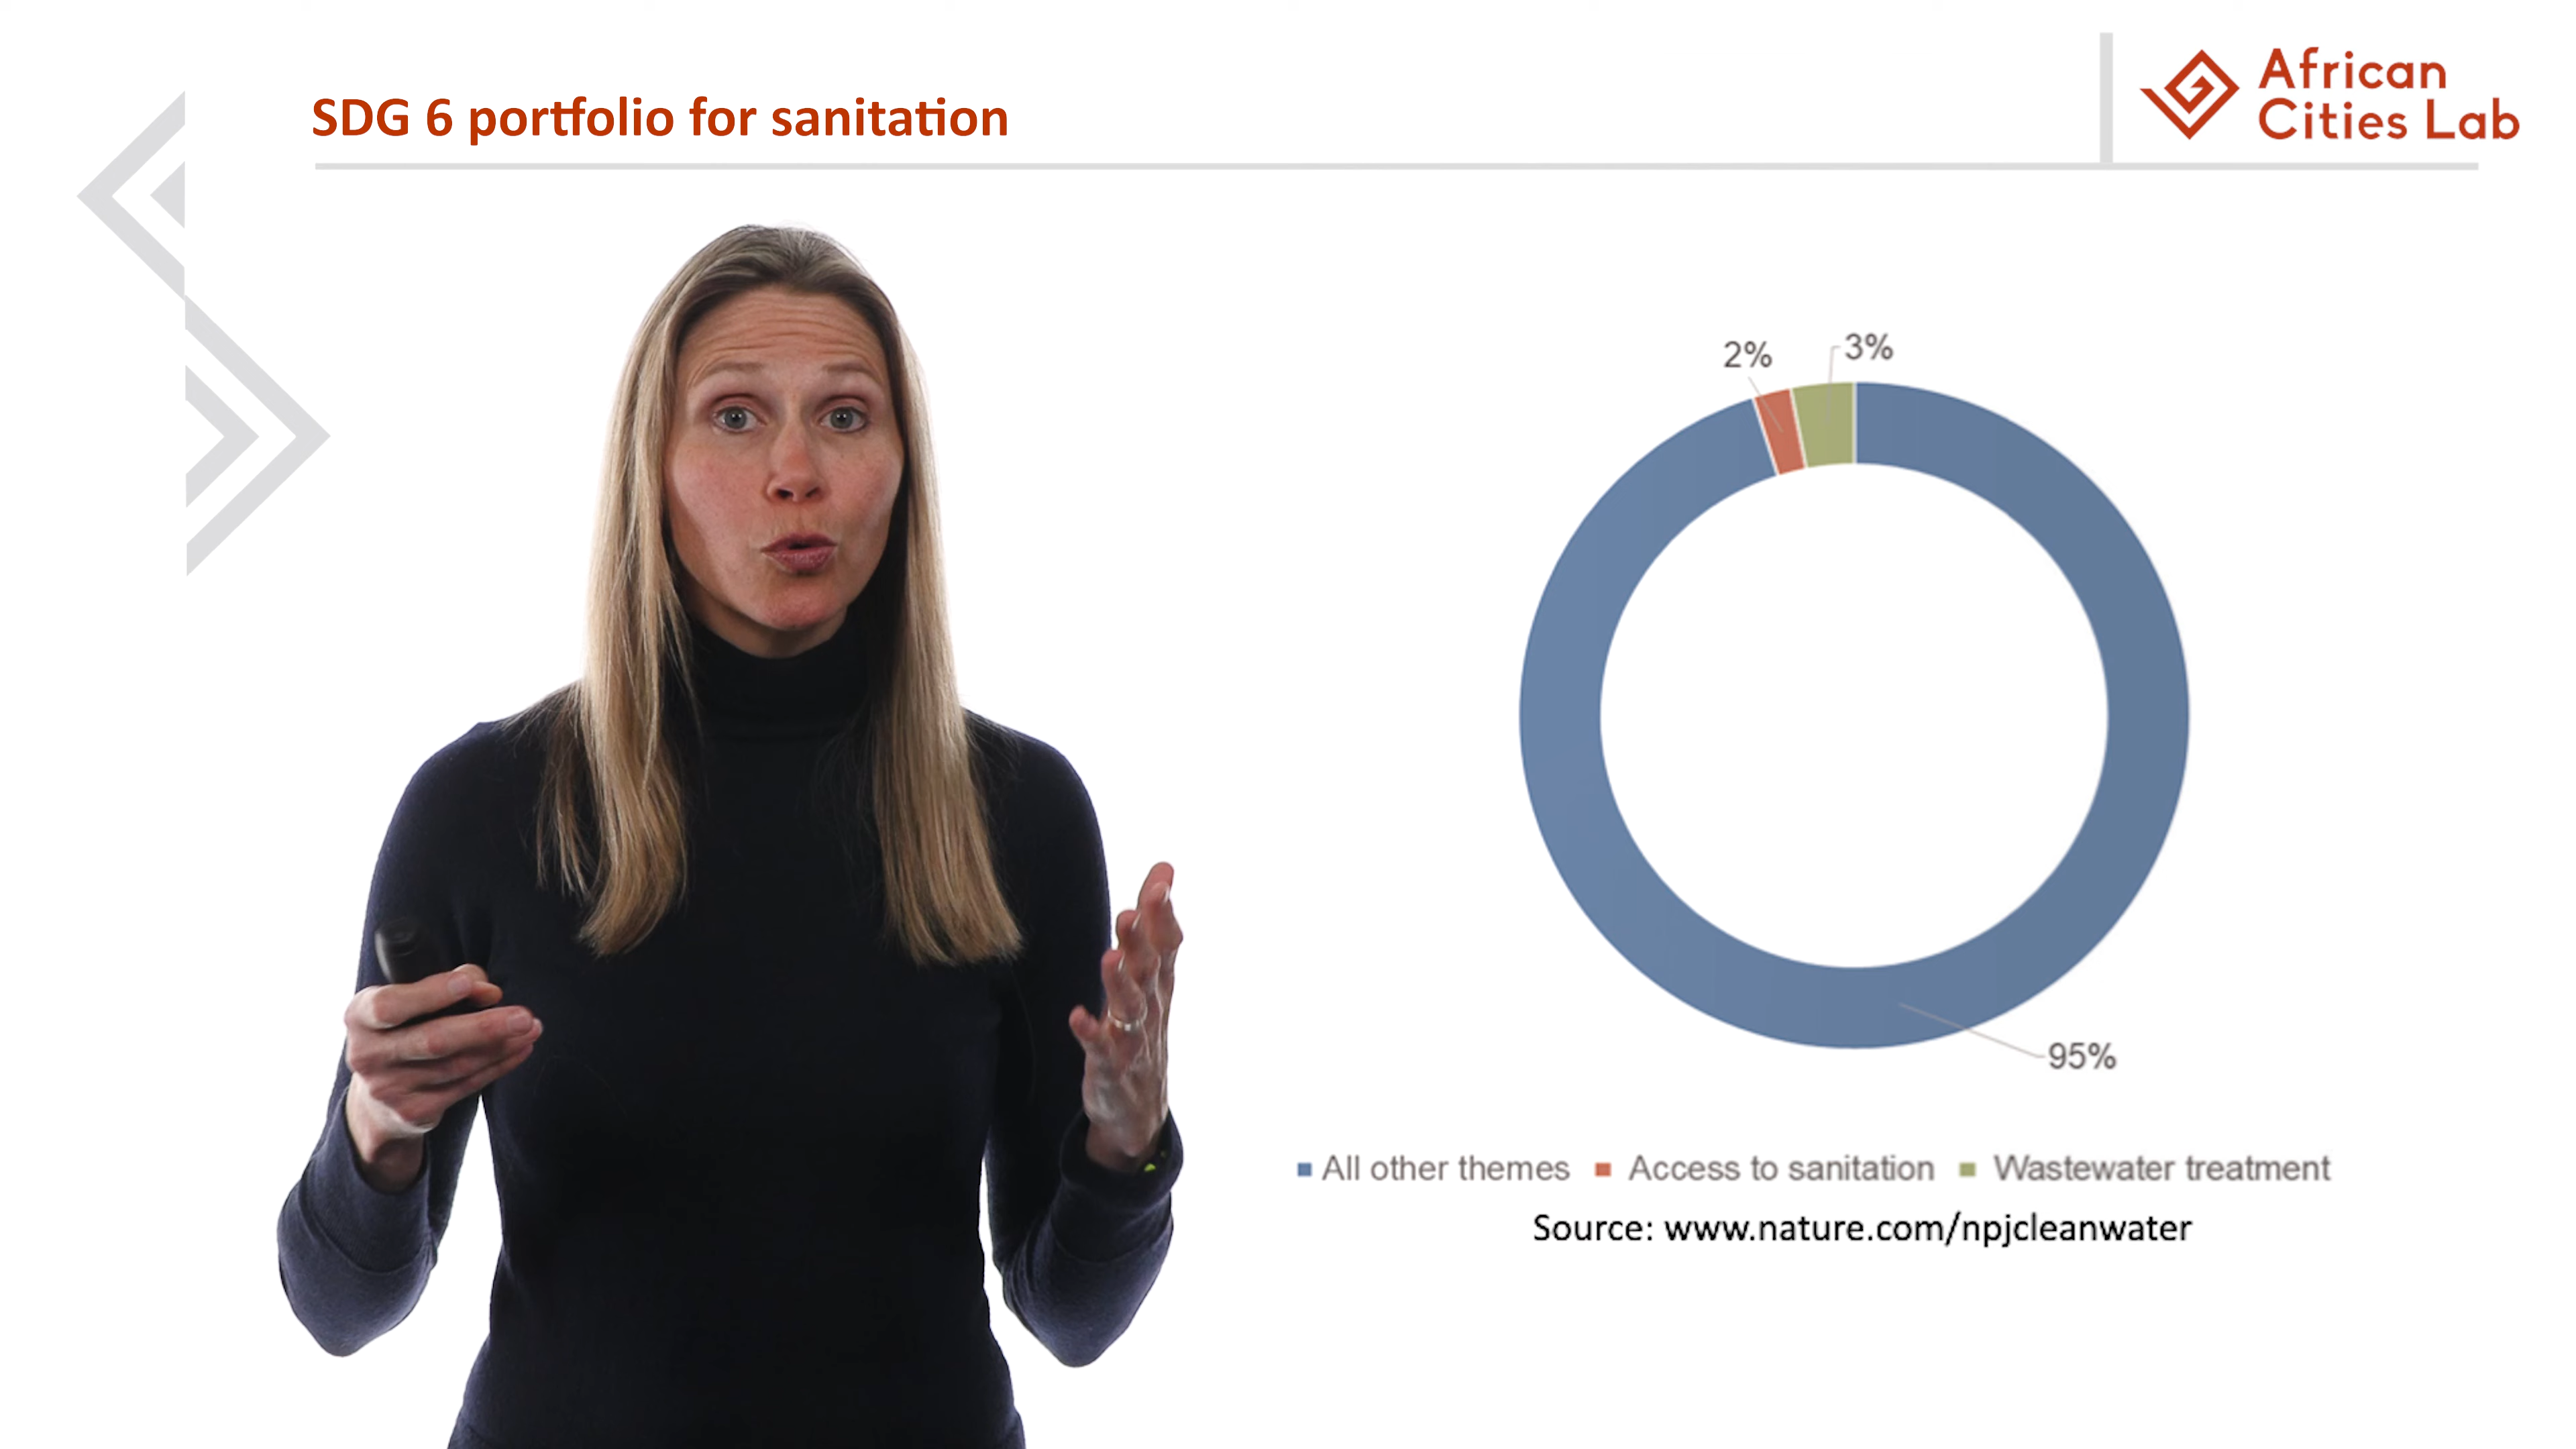 SDG 6 portfolio for sanitation
African
Cities Lab
2%
3%
95%
All other themes Access to sanitation Wastewater treatment
Source: www.nature.com/npjcleanwater